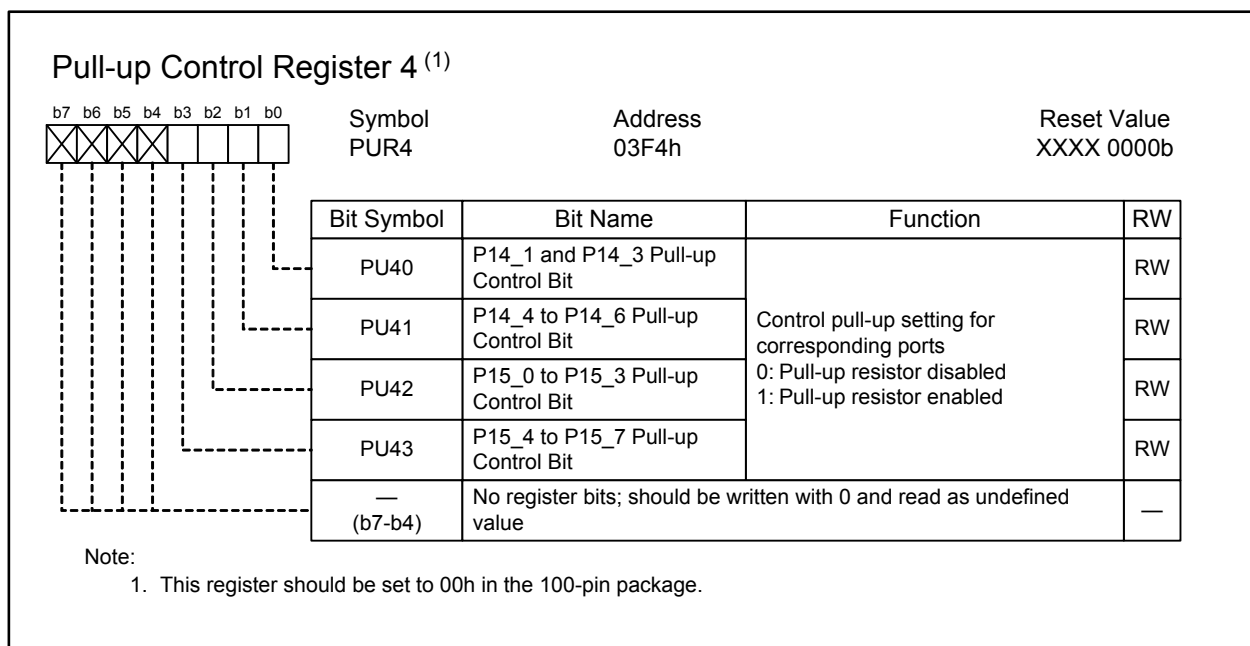 Pull-up Control Register 4 (1)
b7 b6 b5 b4 b3 b2 b1 b0
Symbol Address Reset Value
PUR4 03F4h XXXX 0000b
Bit Symbol Bit Name Function RW
PU40 P14_1 and P14_3 Pull-up
Control Bit RW
PU41 P14_4 to P14_6 Pull-up
Control Bit RW
PU42 P15_0 to P15_3 Pull-up
Control Bit RW
PU43 P15_4 to P15_7 Pull-up
Control Bit RW
Control pull-up setting for
corresponding ports
0: Pull-up resistor disabled
1: Pull-up resistor enabled
—
(b7-b4) No register bits; should be written with 0 and read as undefined
value —
Note:
1. This register should be set to 00h in the 100-pin package.